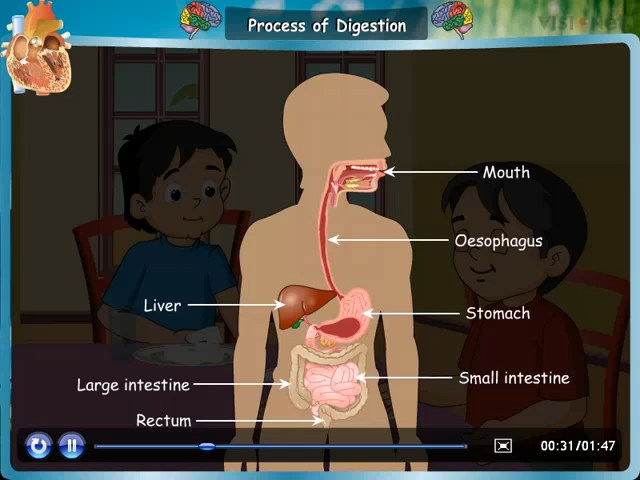 Process of Digestion
Mouth
Oesophagus
Liver
Stomach
Large intestine
Small intestine
Rectum
00:31/01:47